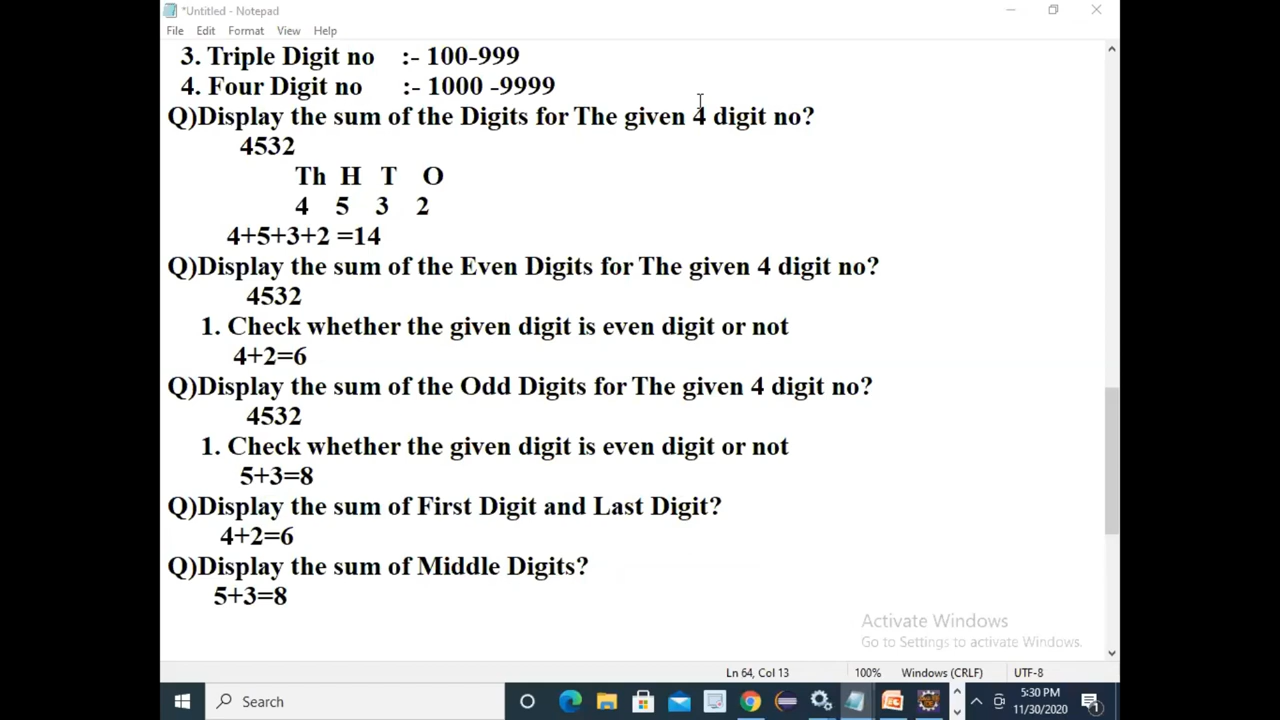 *Untitled - Notepad
File Edit Format View Help
3. Triple Digit no :- 100-999
4. Four Digit no :- 1000 -9999
Q)Display the sum of the Digits for The given 4 digit no?
4532
Th H T O
4 5 3 2
4+5+3+2 =14
Q)Display the sum of the Even Digits for The given 4 digit no?
4532
1. Check whether the given digit is even digit or not
4+2=6
Q)Display the sum of the Odd Digits for The given 4 digit no?
4532
1. Check whether the given digit is even digit or not
5+3=8
Q)Display the sum of First Digit and Last Digit?
4+2=6
Q)Display the sum of Middle Digits?
5+3=8
Activate Windows
Go to Settings to activate Windows.
Ln 64, Col 13 100% Windows (CRLF) UTF-8
Search
5:30 PM
11/30/2020
1